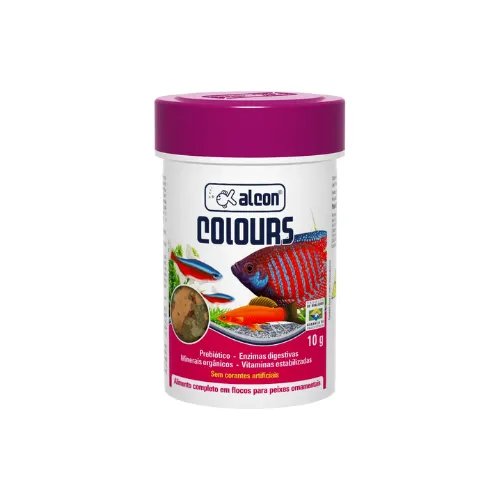 alcon®
COLOURS
10 g
Prebiótico - Enzimas digestivas
Minerais orgânicos - Vitaminas estabilizadas
Sem corantes artificiais
Alimento completo em flocos para peixes ornamentais